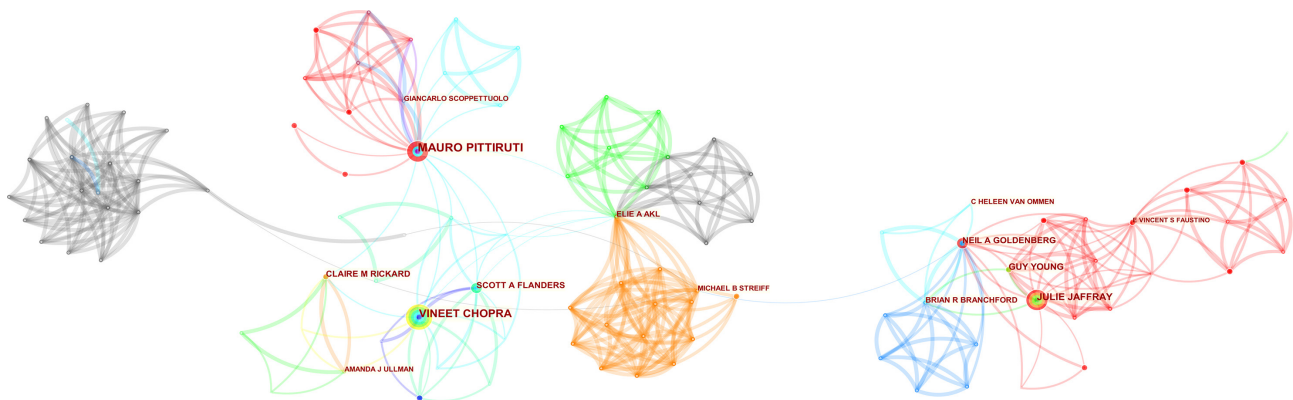 GIANCARLO SCOPPETTUOLO
MAURO PITTIRUTI
C HELEEN VAN OMMEN
ELIE A AKL
E VINCENT S FAUSTINO
NEIL A GOLDENBERG
GUY YOUNG
CLAIRE M RICKARD
SCOTT A FLANDERS
MICHAEL B STREIFF
BRIAN R BRANCHFORD
JULIE JAFFRAY
VINEET CHOPRA
AMANDA J ULLMAN